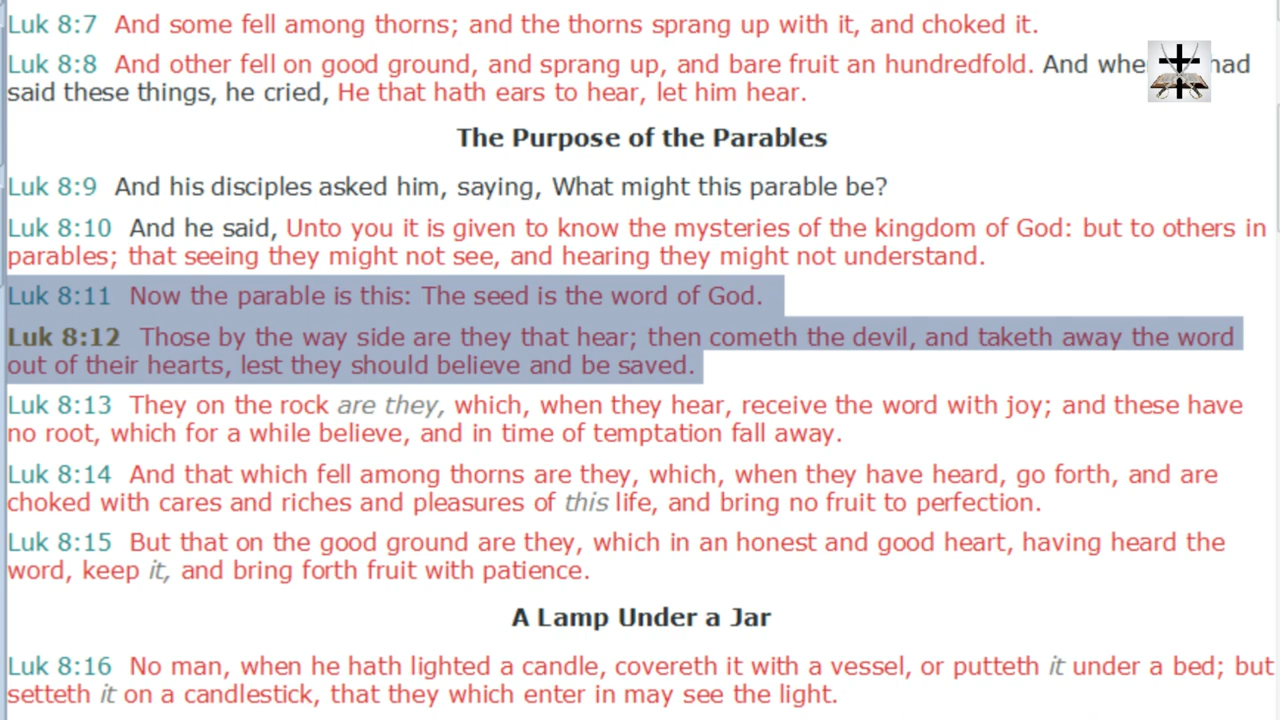 Luk 8:7 And some fell among thorns; and the thorns sprang up with it, and choked it.
Luk 8:8 And other fell on good ground, and sprang up, and bare fruit an hundredfold. And had
said these things, he cried, He that hath ears to hear, let him hear.
The Purpose of the Parables
Luk 8:9 And his disciples asked him, saying, What might this parable be?
Luk 8:10 And he said, Unto you it is given to know the mysteries of the kingdom of God: but to others in
parables; that seeing they might not see, and hearing they might not understand.
Luk 8:11 Now the parable is this: The seed is the word of God.
Luk 8:12 Those by the way side are they that hear; then cometh the devil, and taketh away the word
out of their hearts, lest they should believe and be saved.
Luk 8:13 They on the rock are they, which, when they hear, receive the word with joy; and these have
no root, which for a while believe, and in time of temptation fall away.
Luk 8:14 And that which fell among thorns are they, which, when they have heard, go forth, and are
choked with cares and riches and pleasures of this life, and bring no fruit to perfection.
Luk 8:15 But that on the good ground are they, which in an honest and good heart, having heard the
word, keep it, and bring forth fruit with patience.
A Lamp Under a Jar
Luk 8:16 No man, when he hath lighted a candle, covereth it with a vessel, or putteth it under a bed; but
setteth it on a candlestick, that they which enter in may see the light.